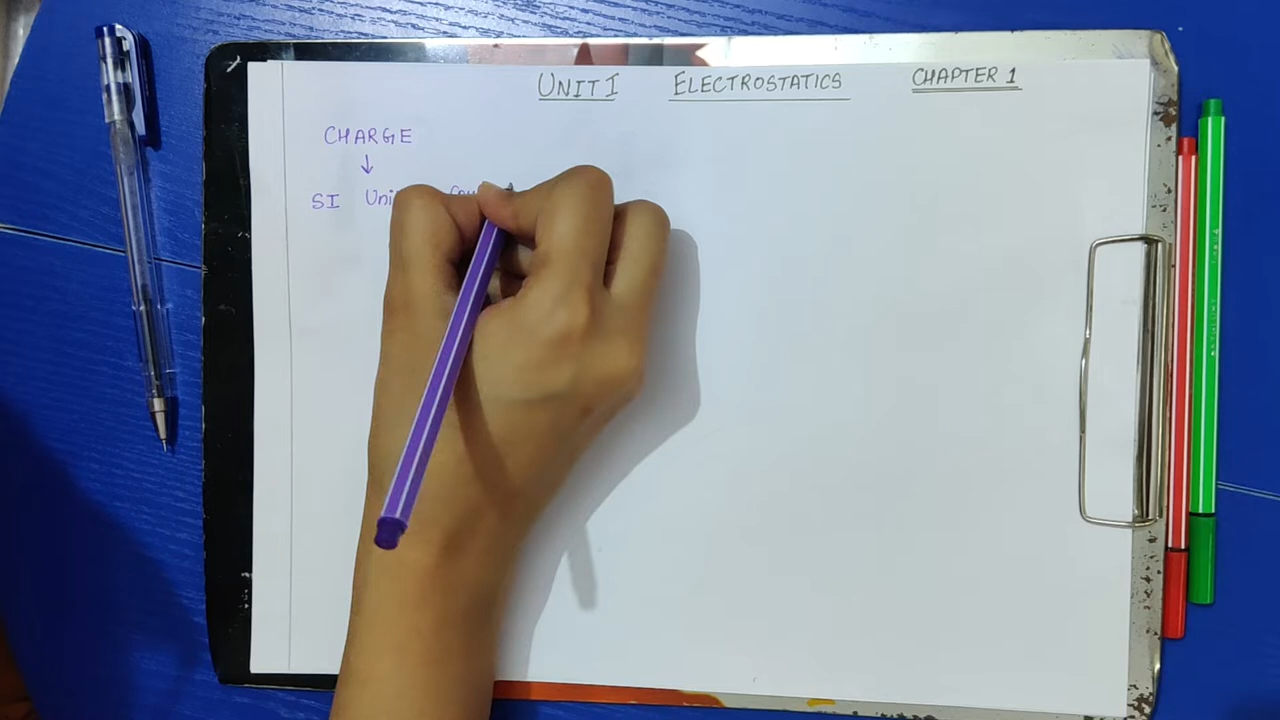 UNIT I ELECTROSTATICS CHAPTER 1
CHARGE
↓
SI